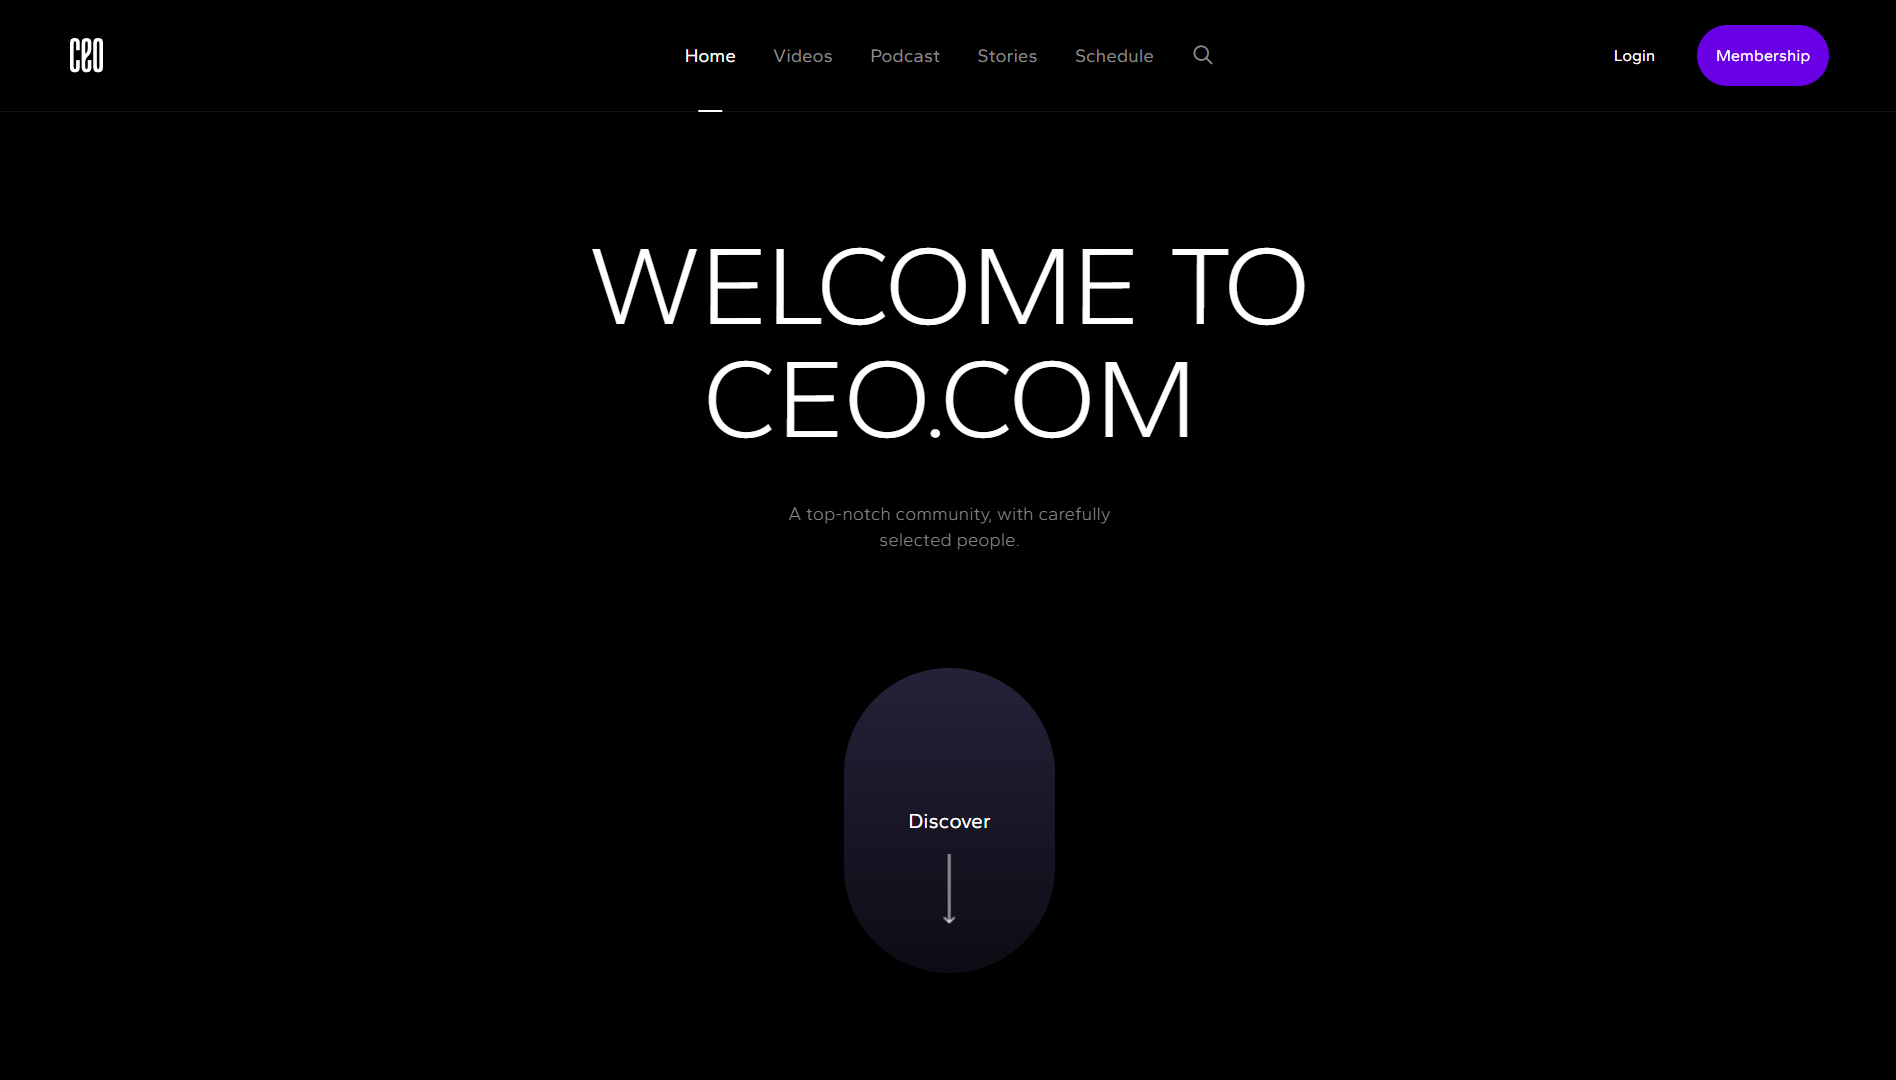 CEO
Home Videos Podcast Stories Schedule
Login Membership
WELCOME TO
CEO.COM
A top-notch community, with carefully
selected people.
Discover